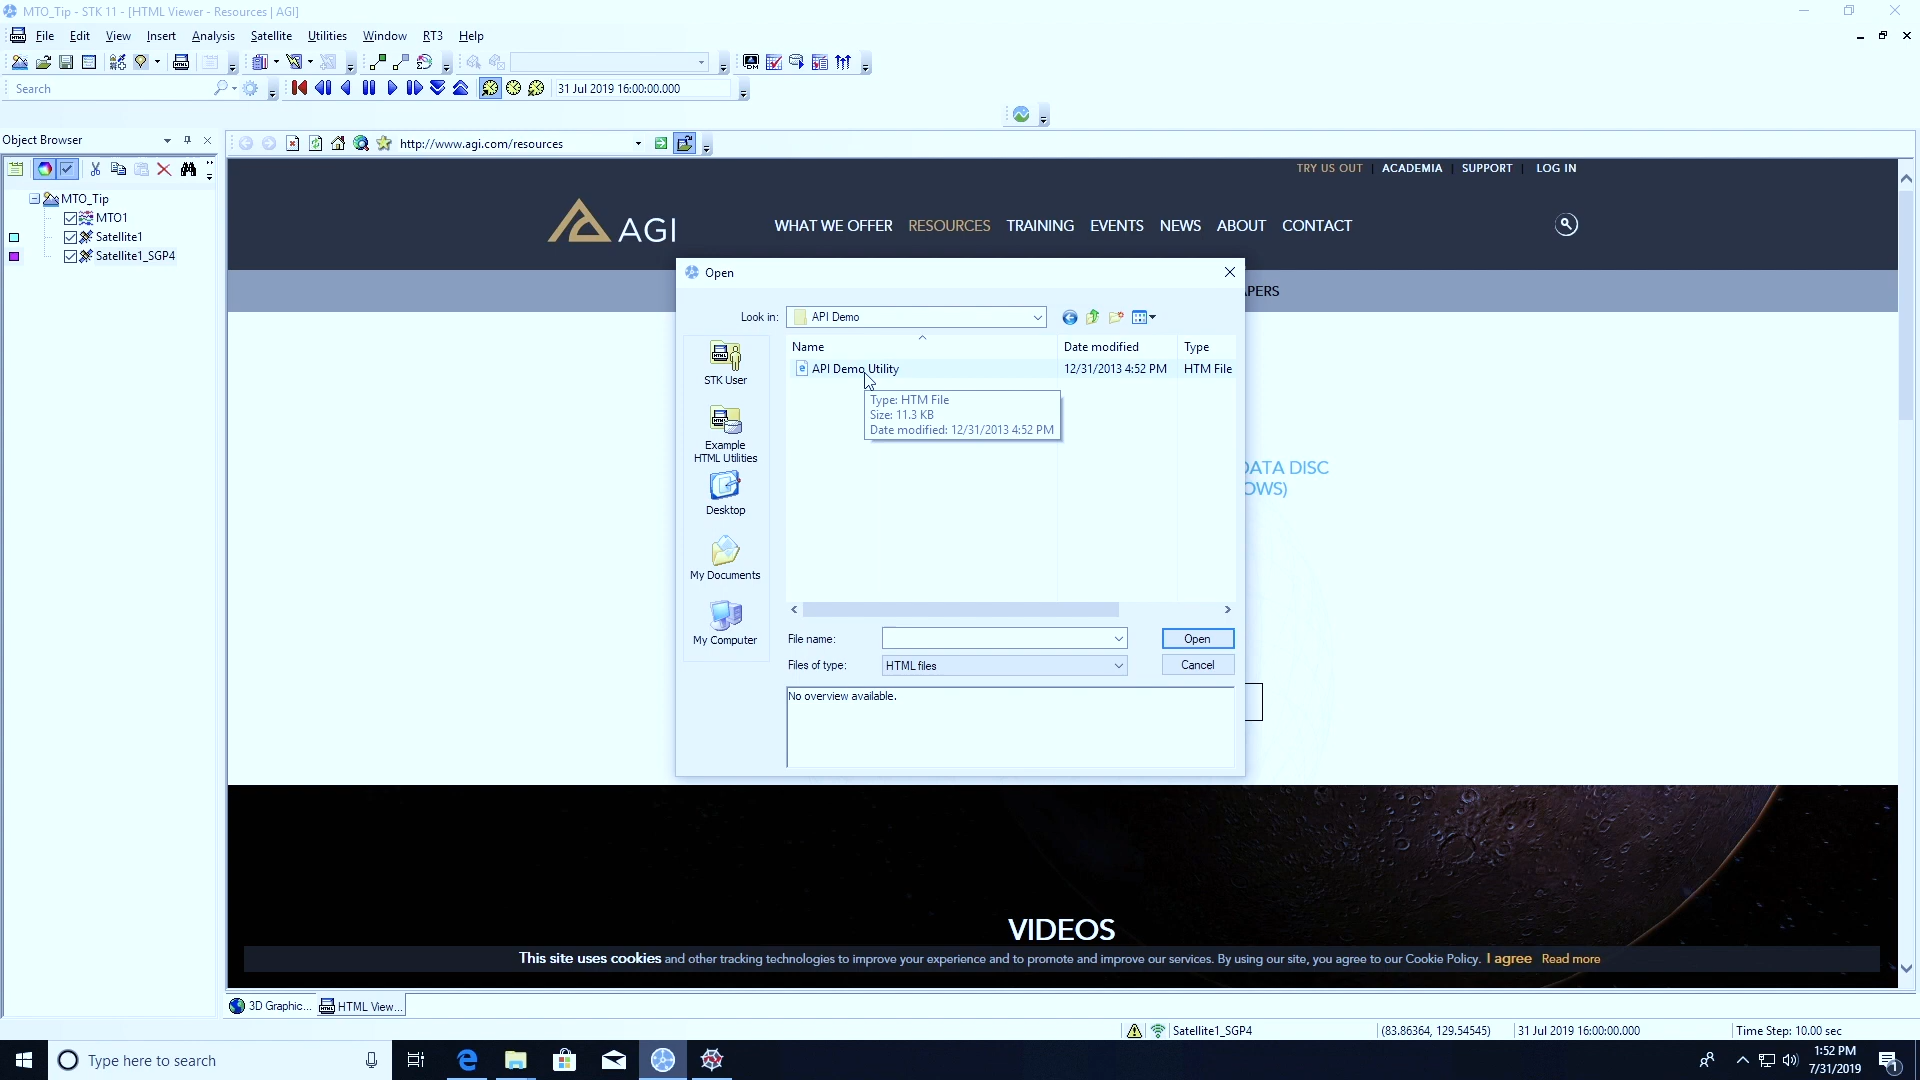 MTO_Tip - STK 11 - [HTML Viewer - Resources | AGI]
File Edit View Insert Analysis Satellite Utilities Window RT3 Help
Search
31 Jul 2019 16:00:00.000
Object Browser
http://www.agi.com/resources
MTO_Tip
MTO1
Satellite1
Satellite1_SGP4
TRY US OUT | ACADEMIA | SUPPORT | LOG IN
AGI
WHAT WE OFFER RESOURCES TRAINING EVENTS NEWS ABOUT CONTACT
Open
Look in: API Demo
Name Date modified Type
API Demo Utility 12/31/2013 4:52 PM HTM File
Type: HTM File
Size: 11.3 KB
Date modified: 12/31/2013 4:52 PM
STK User
Example
HTML Utilities
Desktop
My Documents
My Computer
File name:
Open
Files of type: HTML files
Cancel
No overview available.
APERS
DATA DISC
OWS)
VIDEOS
This site uses cookies and other tracking technologies to improve your experience and to promote and improve our services. By using our site, you agree to our Cookie Policy. I agree Read more
3D Graphic... HTML View...
Satellite1_SGP4 (83.86364, 129.54545) 31 Jul 2019 16:00:00.000 Time Step: 10.00 sec
Type here to search
1:52 PM
7/31/2019
1